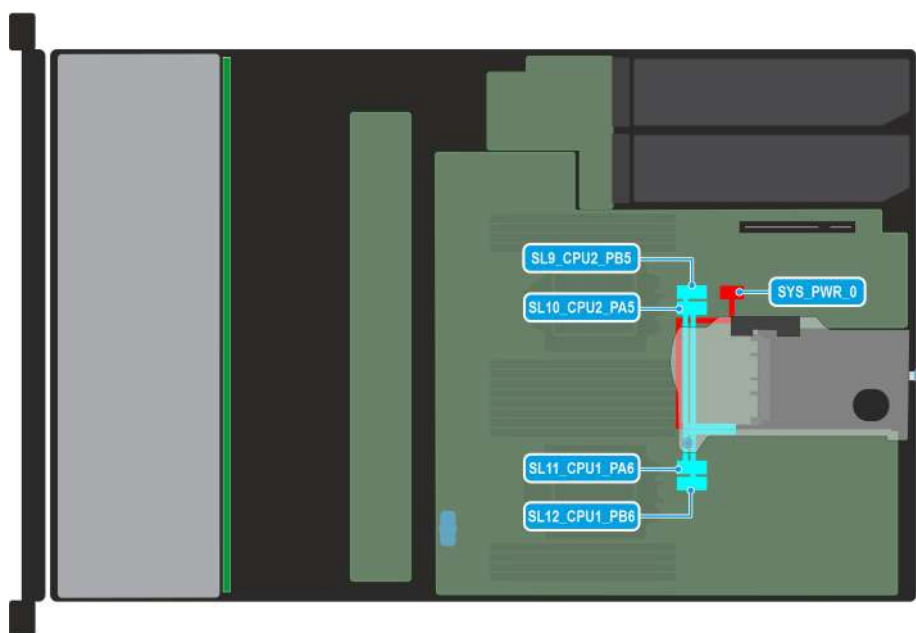 SL9_CPU2_PB5
SL10_CPU2_PA5
SYS_PWR_0
SL11_CPU1_PA6
SL12_CPU1_PB6